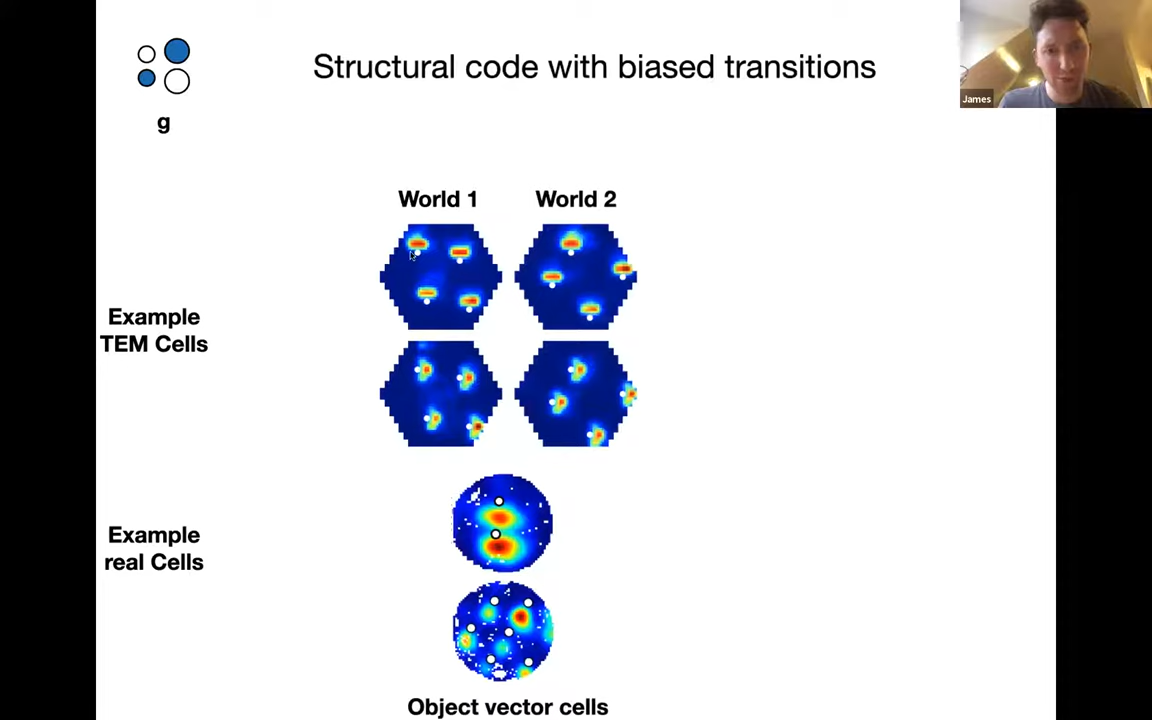 Structural code with biased transitions
James
g
World 1
World 2
Example
TEM Cells
Example
real Cells
Object vector cells